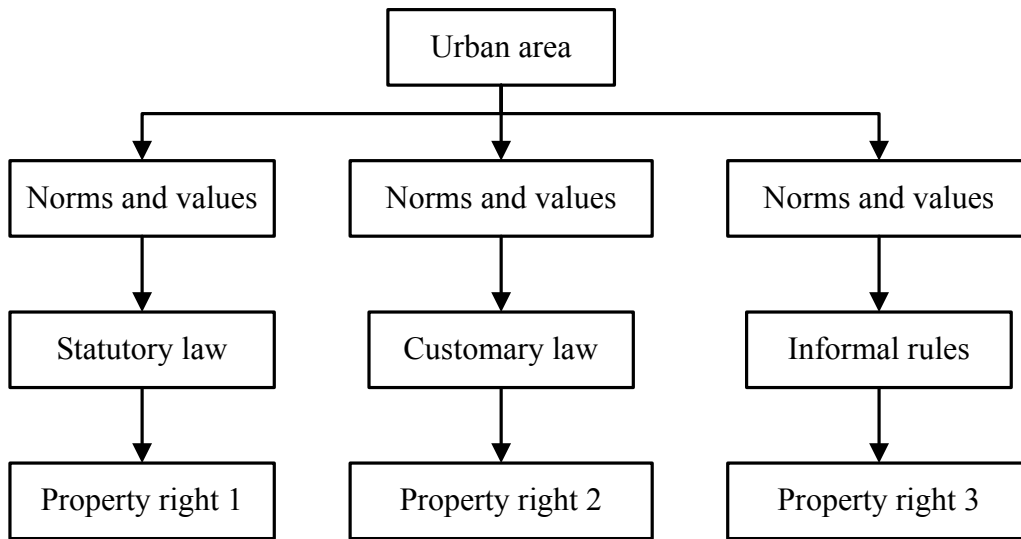 Urban area
Norms and values
Norms and values
Norms and values
Statutory law
Customary law
Informal rules
Property right 1
Property right 2
Property right 3